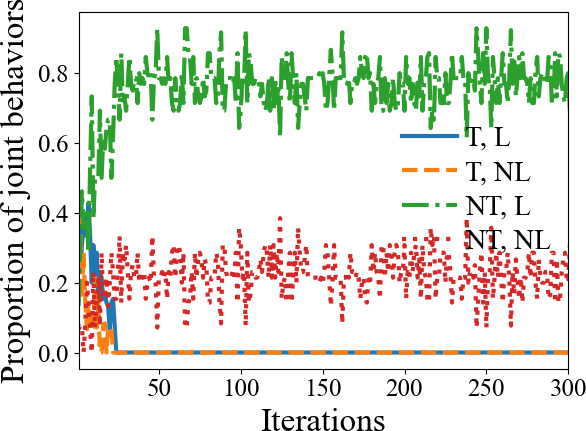 Proportion of joint behaviors
0.8
0.6
0.4
0.2
0.0
T, L
T, NL
NT, L
NT, NL
50
100
150
200
250
300
Iterations